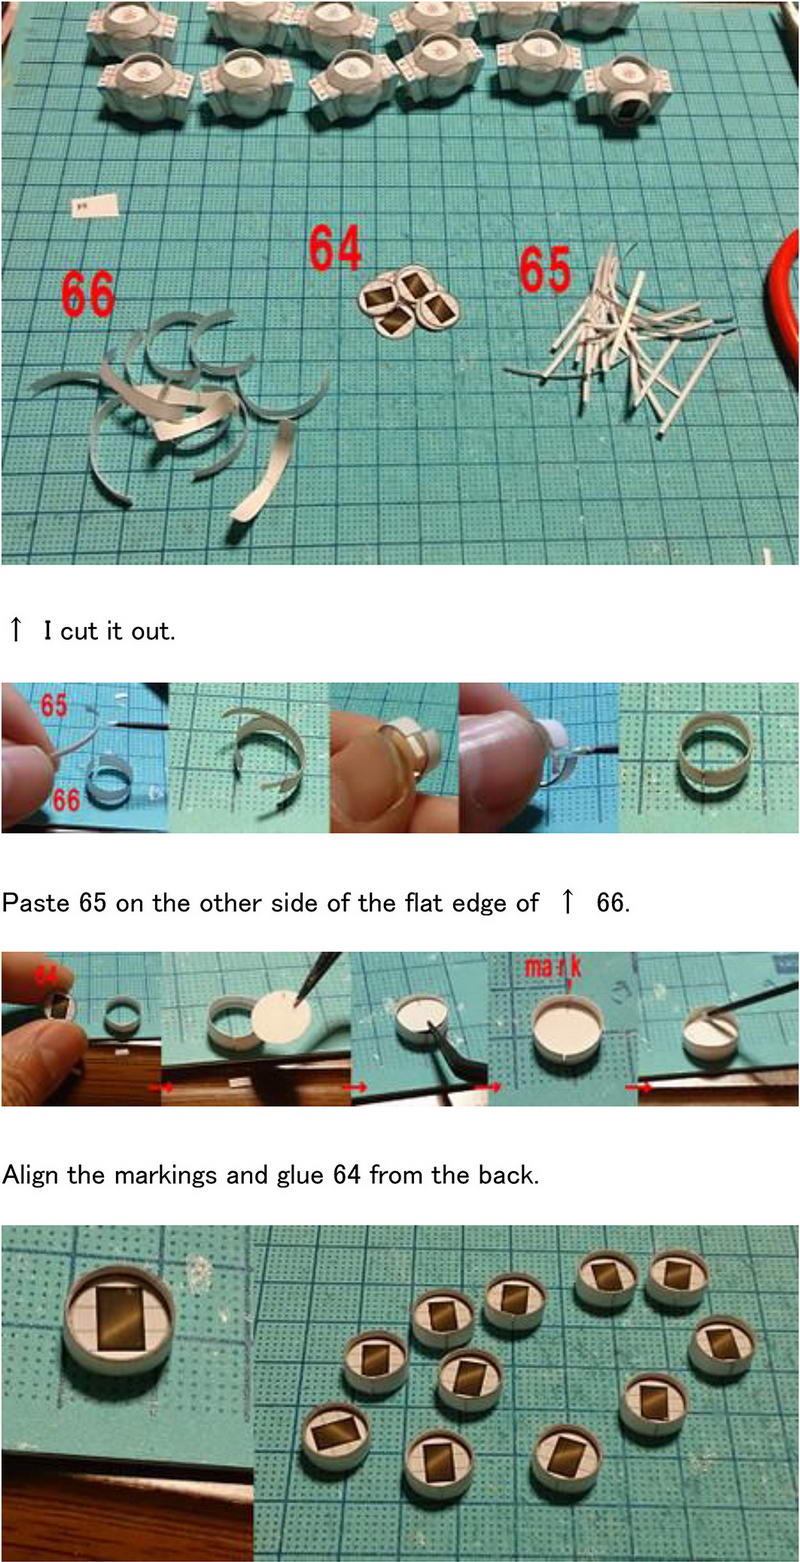 64
65
66
↑ I cut it out.
65
66
Paste 65 on the other side of the flat edge of ↑ 66.
64
mark
Align the markings and glue 64 from the back.